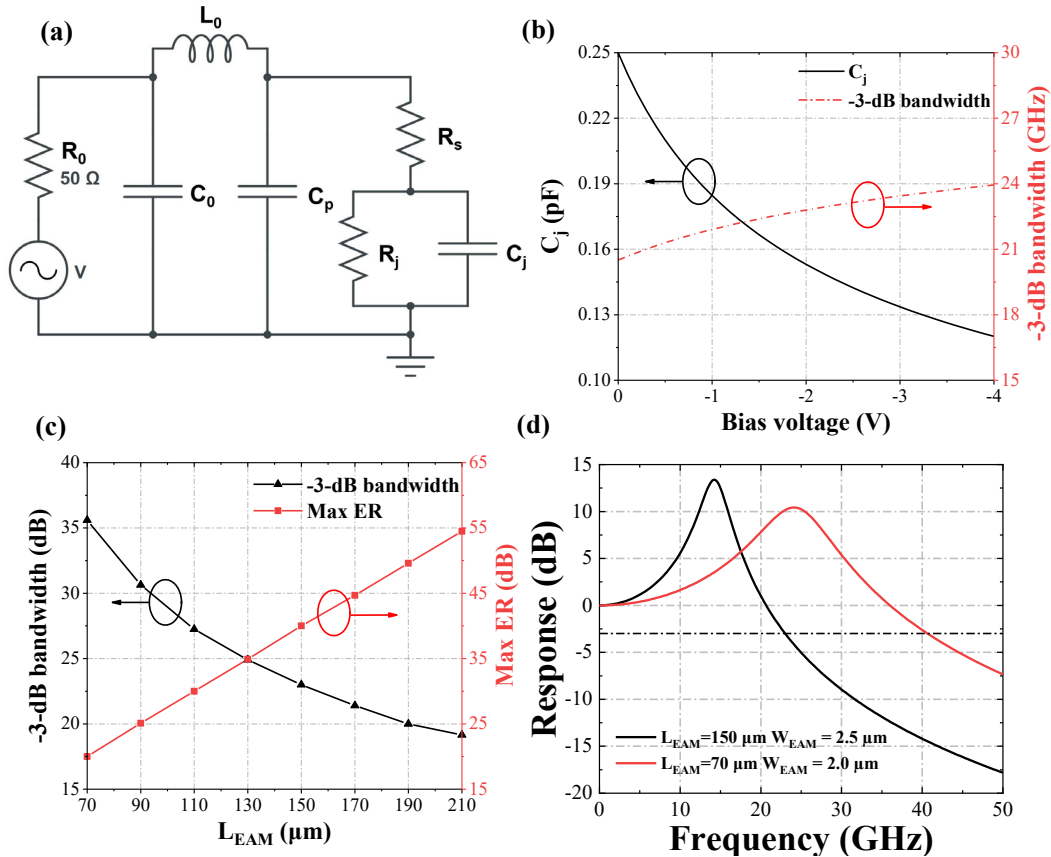 (a)
L₀
R₀
50 Ω
C₀
Cₚ
Rₛ
Rⱼ
Cⱼ
V
(b)
Cⱼ
-3-dB bandwidth
Cⱼ (pF)
0.25
0.22
0.19
0.16
0.13
0.10
0
-1
-2
-3
-4
Bias voltage (V)
30
27
24
21
18
15
-3-dB bandwidth (GHz)
(c)
-3-dB bandwidth
Max ER
-3-dB bandwidth (dB)
40
35
30
25
20
15
70
90
110
130
150
170
190
210
L_EAM (μm)
65
55
45
35
25
15
Max ER (dB)
(d)
Response (dB)
15
10
5
0
-5
-10
-15
-20
L_EAM=150 μm W_EAM = 2.5 μm
L_EAM=70 μm W_EAM = 2.0 μm
0
10
20
30
40
50
Frequency (GHz)